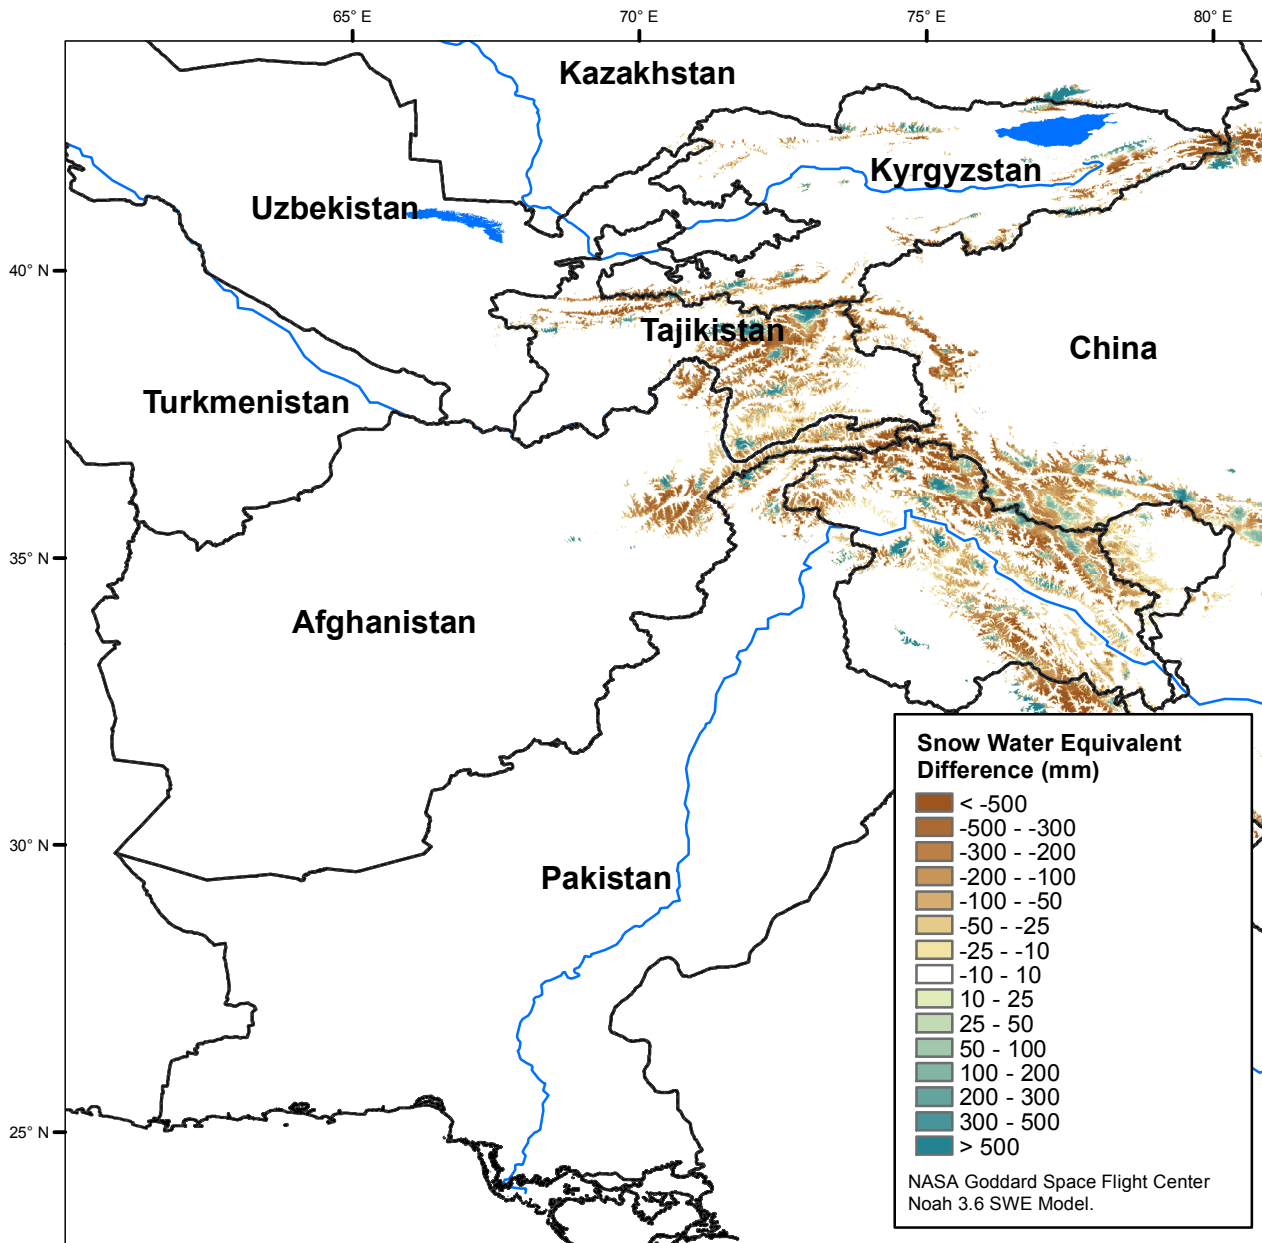 65° E
70° E
75° E
80° E
Kazakhstan
Kyrgyzstan
Uzbekistan
40° N
Tajikistan
China
Turkmenistan
35° N
Afghanistan
30° N
Pakistan
25° N
Snow Water Equivalent
Difference (mm)
< -500
-500 - -300
-300 - -200
-200 - -100
-100 - -50
-50 - -25
-25 - -10
-10 - 10
10 - 25
25 - 50
50 - 100
100 - 200
200 - 300
300 - 500
> 500
NASA Goddard Space Flight Center
Noah 3.6 SWE Model.